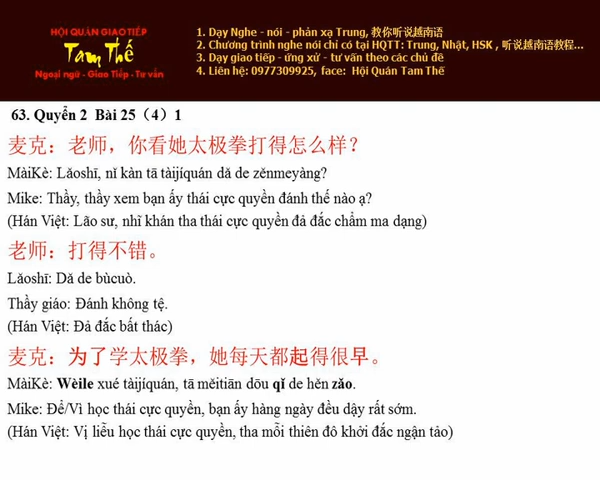 HỘI QUÁN GIAO TIẾP
Tam Thế
Ngoại ngữ - Giao Tiếp - Tư vấn
1. Dạy Nghe - nói - phản xạ Trung, 教你听说越南语
2. Chương trình nghe nói chỉ có tại HQTT: Trung, Nhật, HSK , 听说越南语教程...
3. Dạy giao tiếp - ứng xử - tư vấn theo các chủ đề
4. Liên hệ: 0977309925, face: Hội Quán Tam Thế
63. Quyển 2 Bài 25（4）1
麦克：老师，你看她太极拳打得怎么样？
MàiKè: Lǎoshī, nǐ kàn tā tàijíquán dǎ de zěnmeyàng?
Mike: Thầy, thầy xem bạn ấy thái cực quyền đánh thế nào ạ?
(Hán Việt: Lão sư, nhĩ khán tha thái cực quyền đả đắc chẩm ma dạng)
老师：打得不错。
Lǎoshī: Dǎ de bùcuò.
Thầy giáo: Đánh không tệ.
(Hán Việt: Đả đắc bất thác)
麦克：为了学太极拳，她每天都起得很早。
MàiKè: Wèile xué tàijíquán, tā měitiān dōu qǐ de hěn zǎo.
Mike: Để/Vì học thái cực quyền, bạn ấy hàng ngày đều dậy rất sớm.
(Hán Việt: Vị liễu học thái cực quyền, tha mỗi thiên đô khởi đắc ngận tảo)